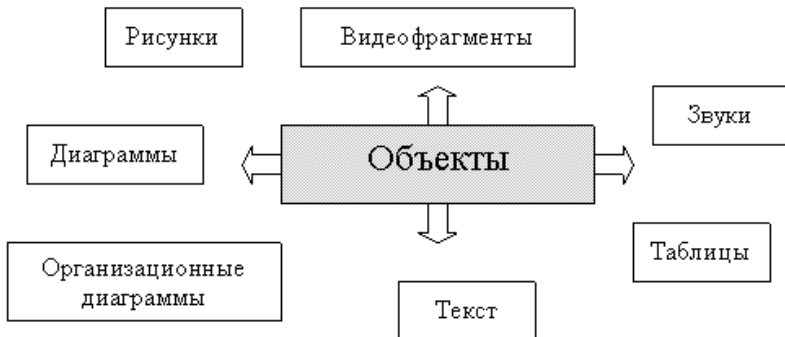 Рисунки
Видеофрагменты
Звуки
Диаграммы
Объекты
Таблицы
Организационные
диаграммы
Текст